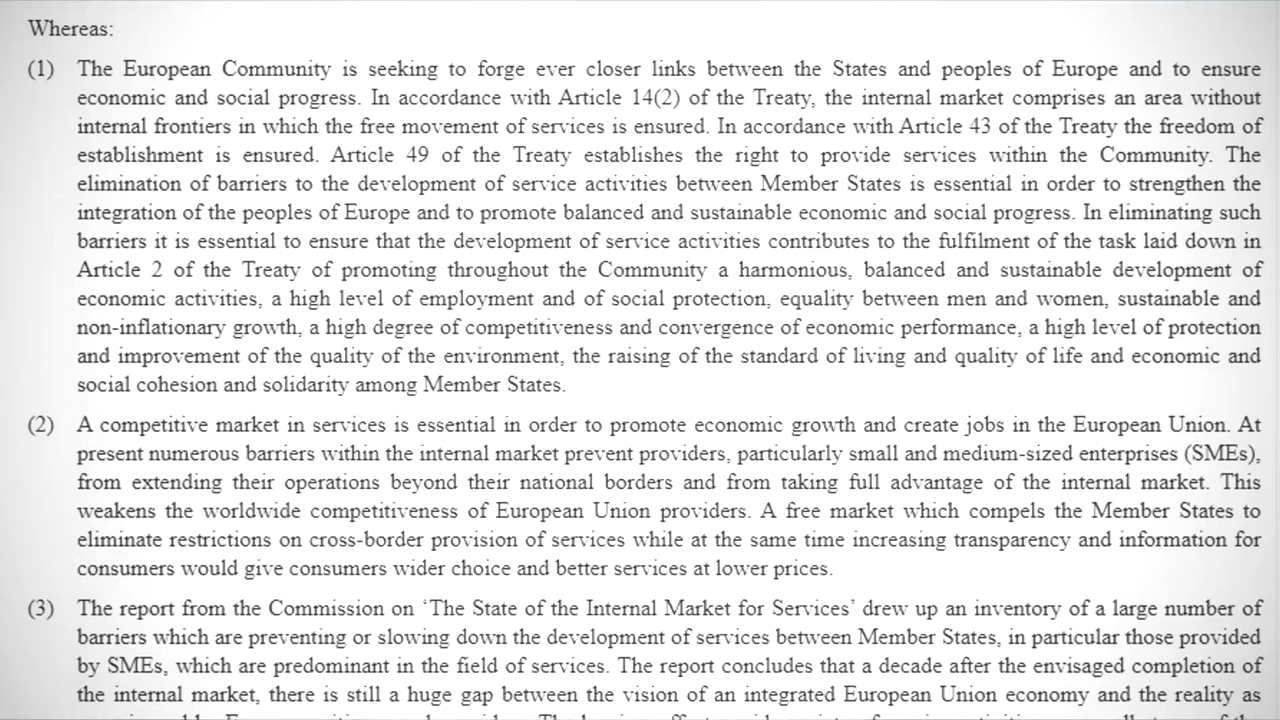 Whereas:
(1) The European Community is seeking to forge ever closer links between the States and peoples of Europe and to ensure
economic and social progress. In accordance with Article 14(2) of the Treaty, the internal market comprises an area without
internal frontiers in which the free movement of services is ensured. In accordance with Article 43 of the Treaty the freedom of
establishment is ensured. Article 49 of the Treaty establishes the right to provide services within the Community. The
elimination of barriers to the development of service activities between Member States is essential in order to strengthen the
integration of the peoples of Europe and to promote balanced and sustainable economic and social progress. In eliminating such
barriers it is essential to ensure that the development of service activities contributes to the fulfilment of the task laid down in
Article 2 of the Treaty of promoting throughout the Community a harmonious, balanced and sustainable development of
economic activities, a high level of employment and of social protection, equality between men and women, sustainable and
non-inflationary growth, a high degree of competitiveness and convergence of economic performance, a high level of protection
and improvement of the quality of the environment, the raising of the standard of living and quality of life and economic and
social cohesion and solidarity among Member States.
(2) A competitive market in services is essential in order to promote economic growth and create jobs in the European Union. At
present numerous barriers within the internal market prevent providers, particularly small and medium-sized enterprises (SMEs),
from extending their operations beyond their national borders and from taking full advantage of the internal market. This
weakens the worldwide competitiveness of European Union providers. A free market which compels the Member States to
eliminate restrictions on cross-border provision of services while at the same time increasing transparency and information for
consumers would give consumers wider choice and better services at lower prices.
(3) The report from the Commission on ‘The State of the Internal Market for Services’ drew up an inventory of a large number of
barriers which are preventing or slowing down the development of services between Member States, in particular those provided
by SMEs, which are predominant in the field of services. The report concludes that a decade after the envisaged completion of
the internal market, there is still a huge gap between the vision of an integrated European Union economy and the reality as